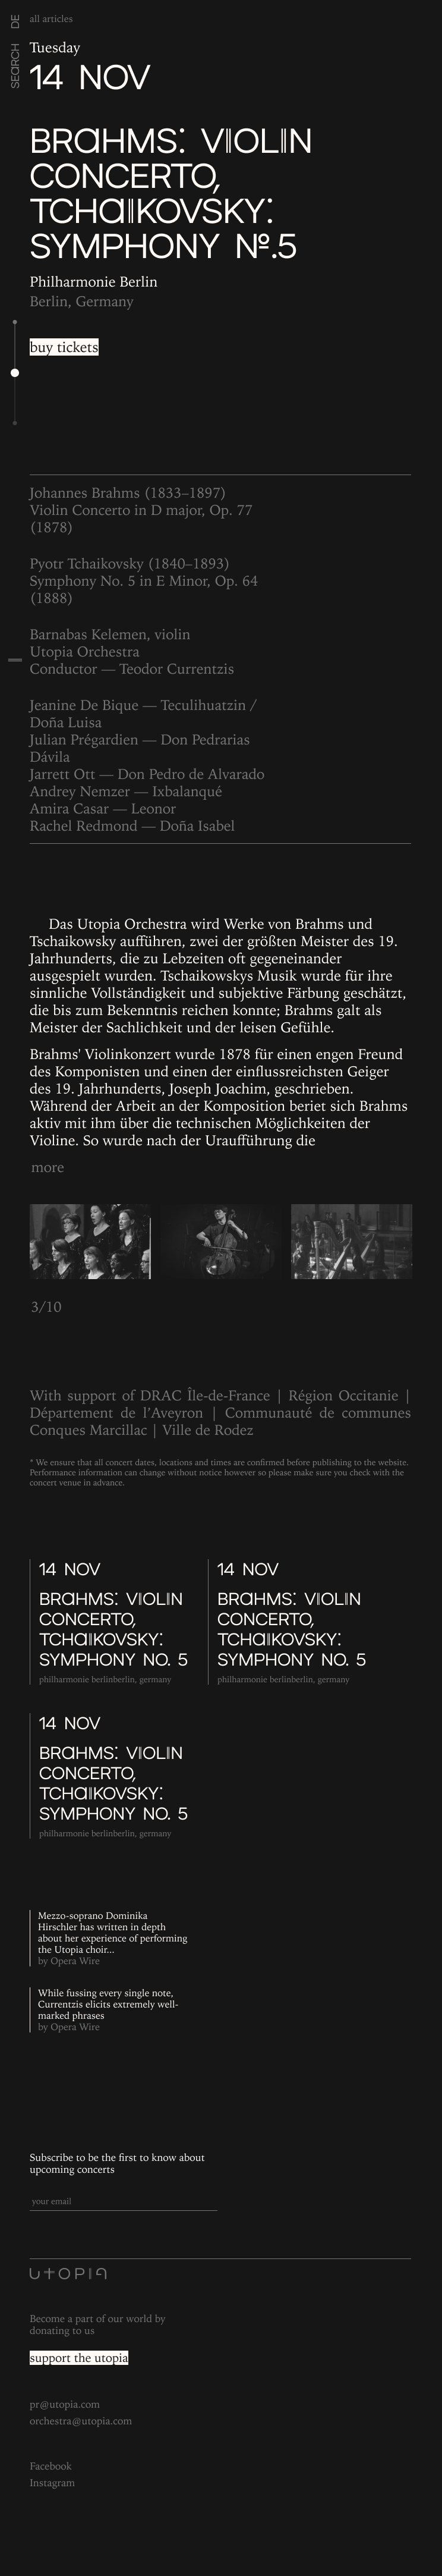 DE
SEARCH
all articles
Tuesday
14 NOV
BRAHMS: VIOLIN
CONCERTO,
TCHAIKOVSKY:
SYMPHONY №.5
Philharmonie Berlin
Berlin, Germany
buy tickets
Johannes Brahms (1833–1897)
Violin Concerto in D major, Op. 77
(1878)
Pyotr Tchaikovsky (1840–1893)
Symphony No. 5 in E Minor, Op. 64
(1888)
Barnabas Kelemen, violin
Utopia Orchestra
Conductor — Teodor Currentzis
Jeanine De Bique — Teculihuatzin /
Doña Luisa
Julian Prégardien — Don Pedrarias
Dávila
Jarrett Ott — Don Pedro de Alvarado
Andrey Nemzer — Ixbalanqué
Amira Casar — Leonor
Rachel Redmond — Doña Isabel
Das Utopia Orchestra wird Werke von Brahms und
Tschaikowsky aufführen, zwei der größten Meister des 19.
Jahrhunderts, die zu Lebzeiten oft gegeneinander
ausgespielt wurden. Tschaikowskys Musik wurde für ihre
sinnliche Vollständigkeit und subjektive Färbung geschätzt,
die bis zum Bekenntnis reichen konnte; Brahms galt als
Meister der Sachlichkeit und der leisen Gefühle.
Brahms' Violinkonzert wurde 1878 für einen engen Freund
des Komponisten und einen der einflussreichsten Geiger
des 19. Jahrhunderts, Joseph Joachim, geschrieben.
Während der Arbeit an der Komposition beriet sich Brahms
aktiv mit ihm über die technischen Möglichkeiten der
Violine. So wurde nach der Uraufführung die
more
3/10
With support of DRAC Île-de-France | Région Occitanie |
Département de l'Aveyron | Communauté de communes
Conques Marcillac | Ville de Rodez
* We ensure that all concert dates, locations and times are confirmed before publishing to the website.
Performance information can change without notice however so please make sure you check with the
concert venue in advance.
14 NOV
BRAHMS: VIOLIN
CONCERTO,
TCHAIKOVSKY:
SYMPHONY NO. 5
philharmonie berlinberlin, germany
14 NOV
BRAHMS: VIOLIN
CONCERTO,
TCHAIKOVSKY:
SYMPHONY NO. 5
philharmonie berlinberlin, germany
14 NOV
BRAHMS: VIOLIN
CONCERTO,
TCHAIKOVSKY:
SYMPHONY NO. 5
philharmonie berlinberlin, germany
Mezzo-soprano Dominika
Hirschler has written in depth
about her experience of performing
the Utopia choir...
by Opera Wire
While fussing every single note,
Currentzis elicits extremely well-
marked phrases
by Opera Wire
Subscribe to be the first to know about
upcoming concerts
your email
UTOPIA
Become a part of our world by
donating to us
support the utopia
pr@utopia.com
orchestra@utopia.com
Facebook
Instagram